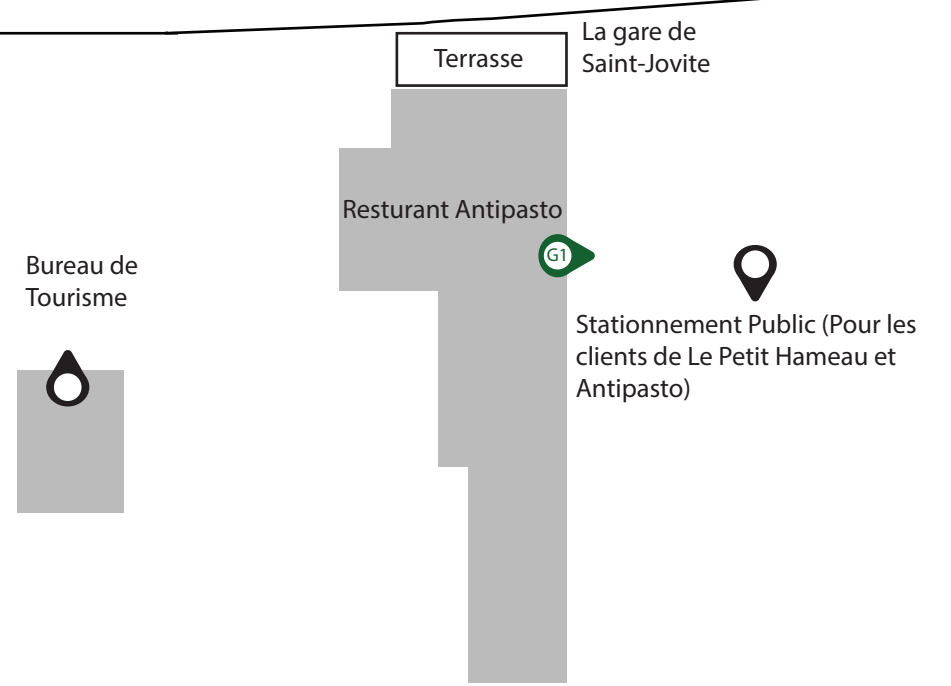 La gare de
Saint-Jovite
Terrasse
Resturant Antipasto
G1
Bureau de
Tourisme
Stationnement Public (Pour les
clients de Le Petit Hameau et
Antipasto)